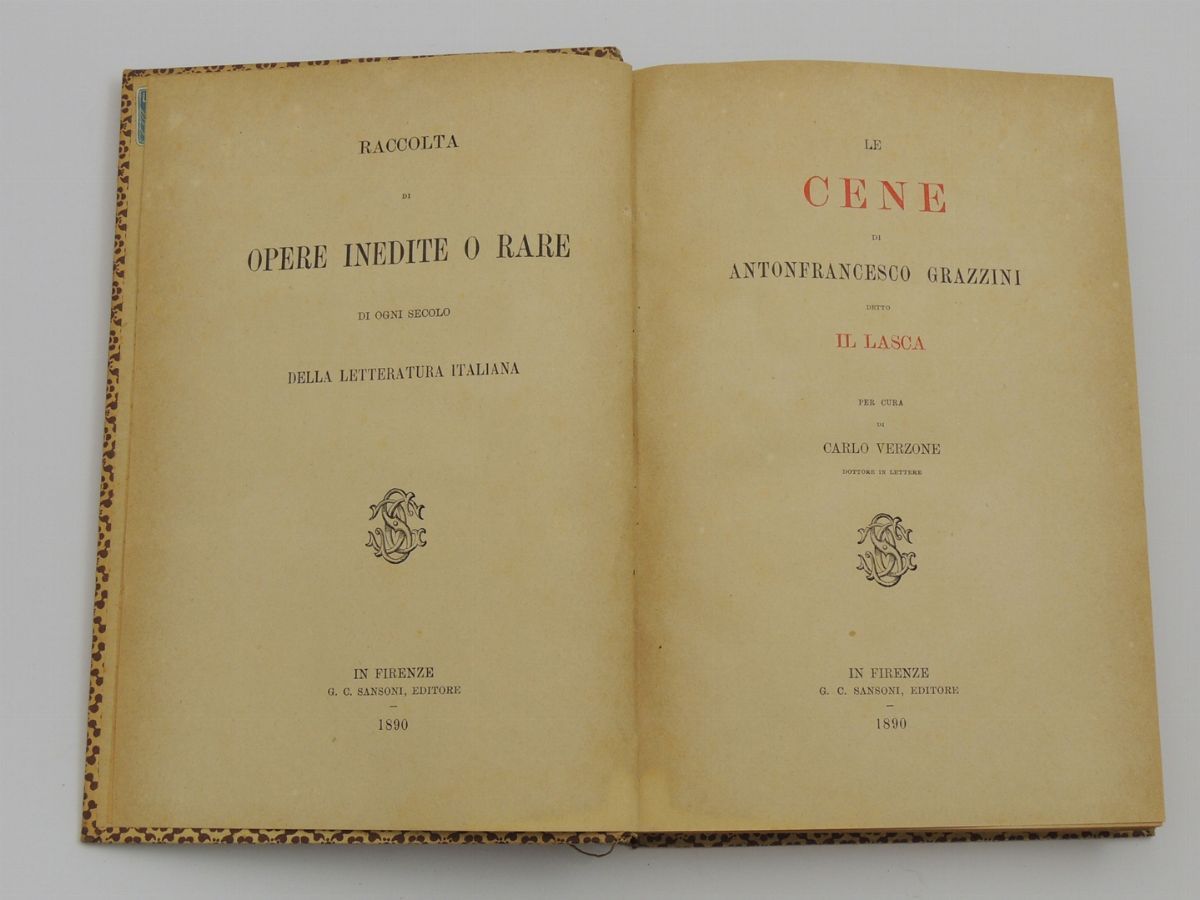 RACCOLTA
DI
OPERE INEDITE O RARE
DI OGNI SECOLO
DELLA LETTERATURA ITALIANA
IN FIRENZE
G. C. SANSONI, EDITORE
1890
LE
CENE
DI
ANTONFRANCESCO GRAZZINI
DETTO
IL LASCA
PER CURA
DI
CARLO VERZONE
DOTTORE IN LETTERE
IN FIRENZE
G. C. SANSONI, EDITORE
1890